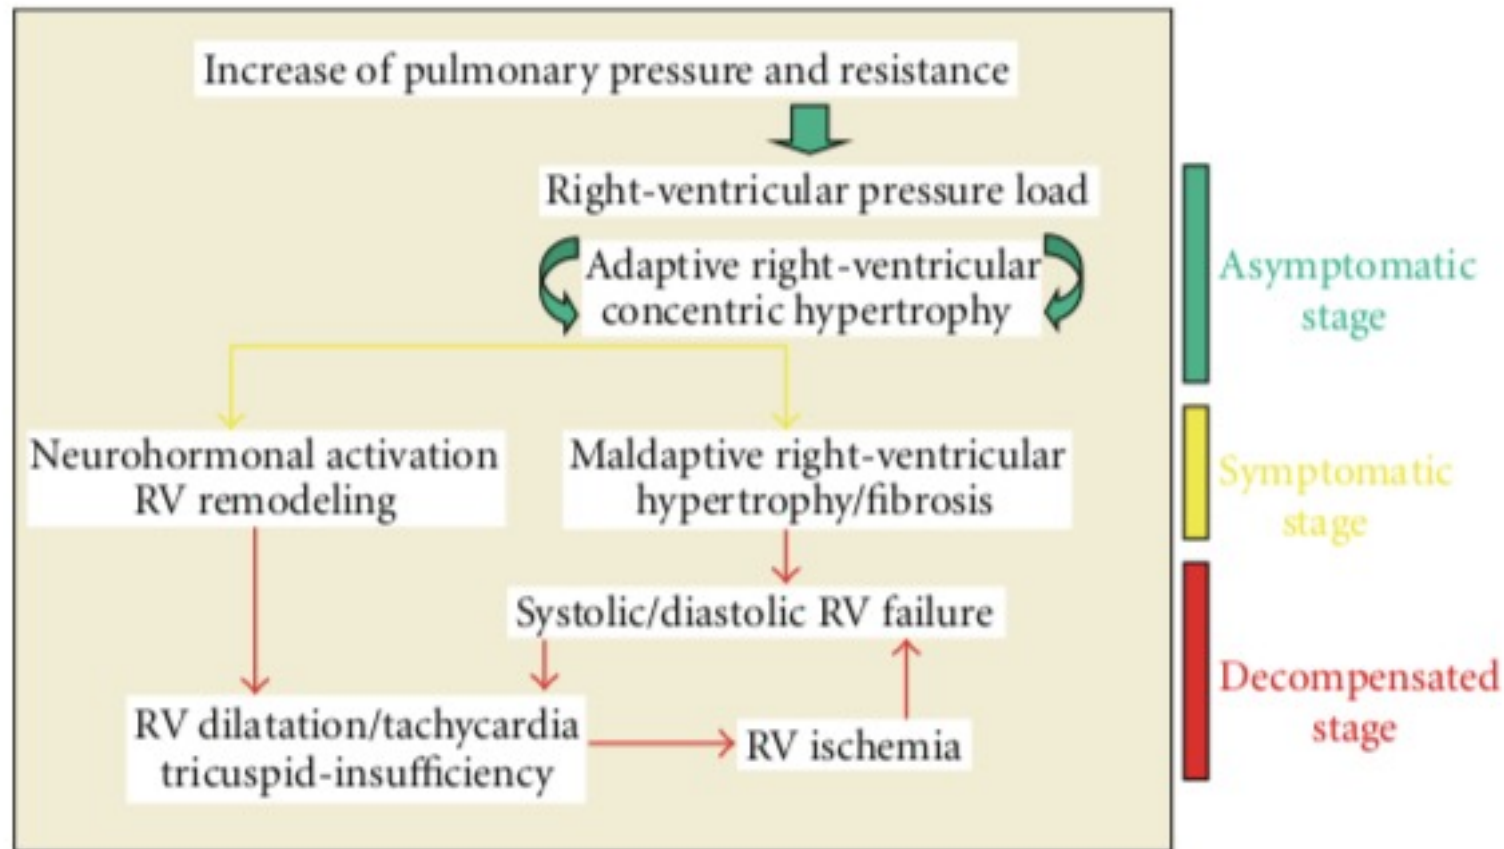 Increase of pulmonary pressure and resistance
Right-ventricular pressure load
Adaptive right-ventricular
concentric hypertrophy
Asymptomatic
stage
Neurohormonal activation
RV remodeling
Maldaptive right-ventricular
hypertrophy/fibrosis
Symptomatic
stage
Systolic/diastolic RV failure
RV dilatation/tachycardia
tricuspid-insufficiency
RV ischemia
Decompensated
stage